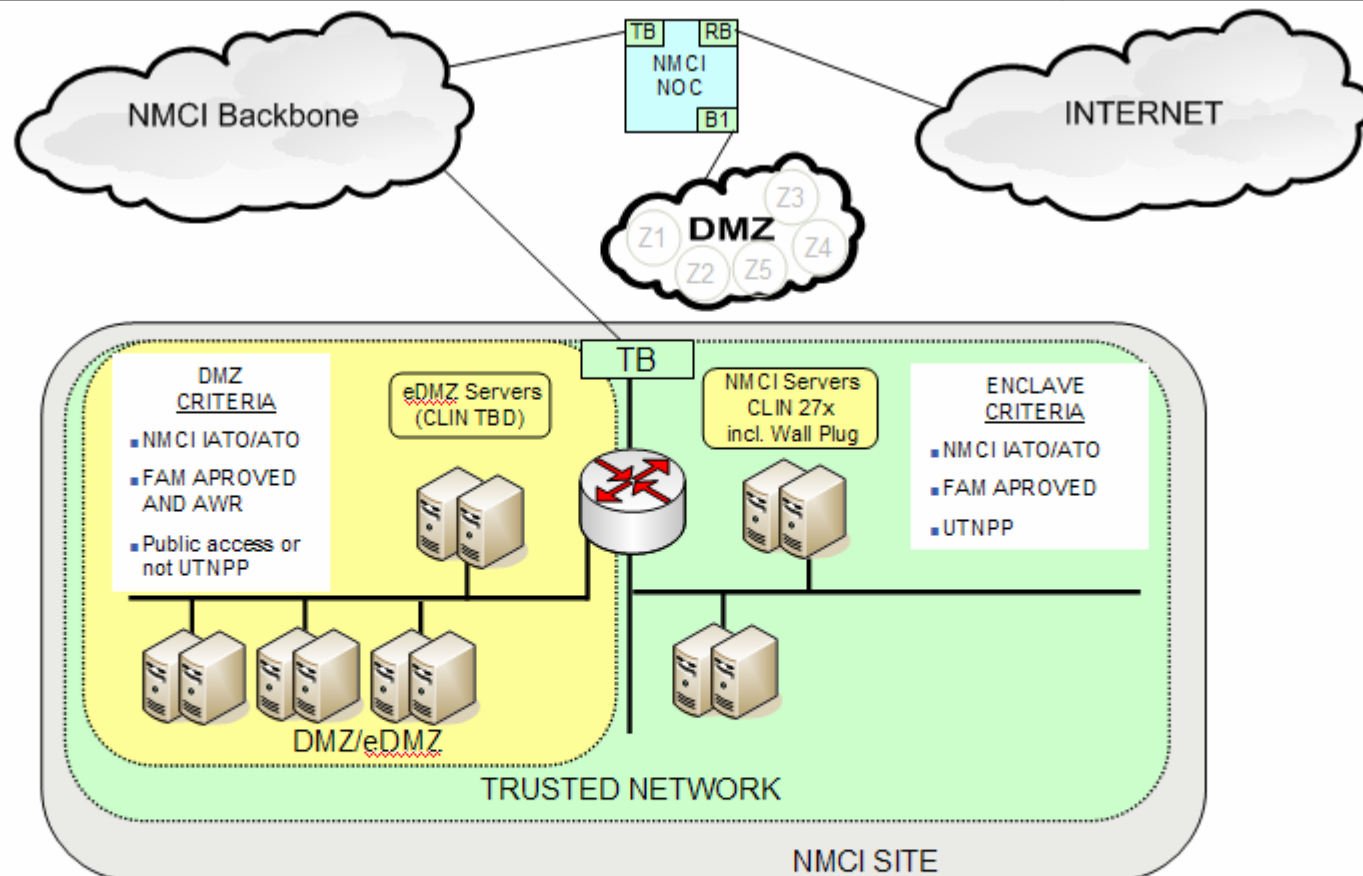 TB
RB
NMCI
NOC
B1
NMCI Backbone
INTERNET
DMZ
Z1
Z2
Z3
Z4
Z5
TB
DMZ
CRITERIA
▪NMCI IATO/ATO
▪FAM APROVED
AND AWR
▪Public access or
not UTNPP
eDMZ Servers
(CLIN TBD)
NMCI Servers
CLIN 27x
incl. Wall Plug
ENCLAVE
CRITERIA
▪NMCI IATO/ATO
▪FAM APROVED
▪UTNPP
DMZ/eDMZ
TRUSTED NETWORK
NMCI SITE